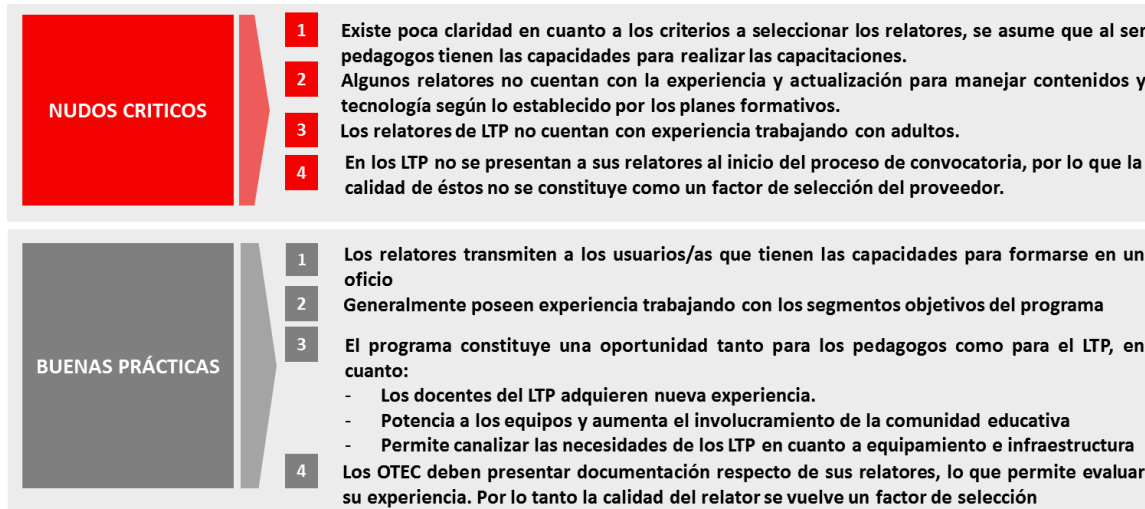 NUDOS CRITICOS
1 Existe poca claridad en cuanto a los criterios a seleccionar los relatores, se asume que al ser
pedagogos tienen las capacidades para realizar las capacitaciones.
2 Algunos relatores no cuentan con la experiencia y actualización para manejar contenidos y
tecnología según lo establecido por los planes formativos.
3 Los relatores de LTP no cuentan con experiencia trabajando con adultos.
4 En los LTP no se presentan a sus relatores al inicio del proceso de convocatoria, por lo que la
calidad de éstos no se constituye como un factor de selección del proveedor.
BUENAS PRÁCTICAS
1 Los relatores transmiten a los usuarios/as que tienen las capacidades para formarse en un
oficio
2 Generalmente poseen experiencia trabajando con los segmentos objetivos del programa
3 El programa constituye una oportunidad tanto para los pedagogos como para el LTP, en
cuanto:
- Los docentes del LTP adquieren nueva experiencia.
- Potencia a los equipos y aumenta el involucramiento de la comunidad educativa
- Permite canalizar las necesidades de los LTP en cuanto a equipamiento e infraestructura
4 Los OTEC deben presentar documentación respecto de sus relatores, lo que permite evaluar
su experiencia. Por lo tanto la calidad del relator se vuelve un factor de selección